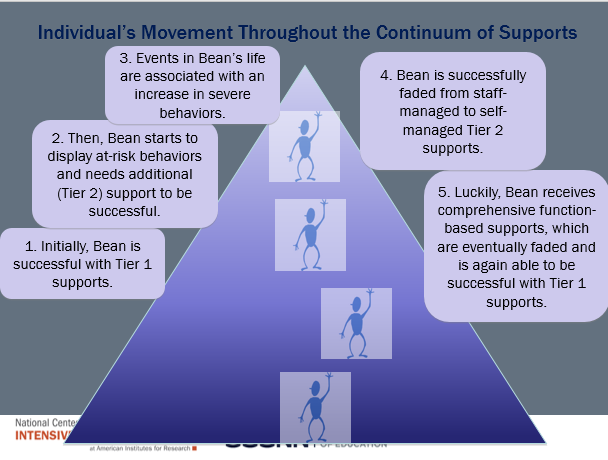 Individual's Movement Throughout the Continuum of Supports
3. Events in Bean's life
are associated with an
increase in severe
behaviors.
4. Bean is successfully
faded from staff-
managed to self-
managed Tier 2
supports.
2. Then, Bean starts to
display at-risk behaviors
and needs additional
(Tier 2) support to be
successful.
5. Luckily, Bean receives
comprehensive function-
based supports, which
are eventually faded and
is again able to be
successful with Tier 1
supports.
1. Initially, Bean is
successful with Tier 1
supports.
National
INTENSIV
at American Institutes for Research
OF EDUCATION